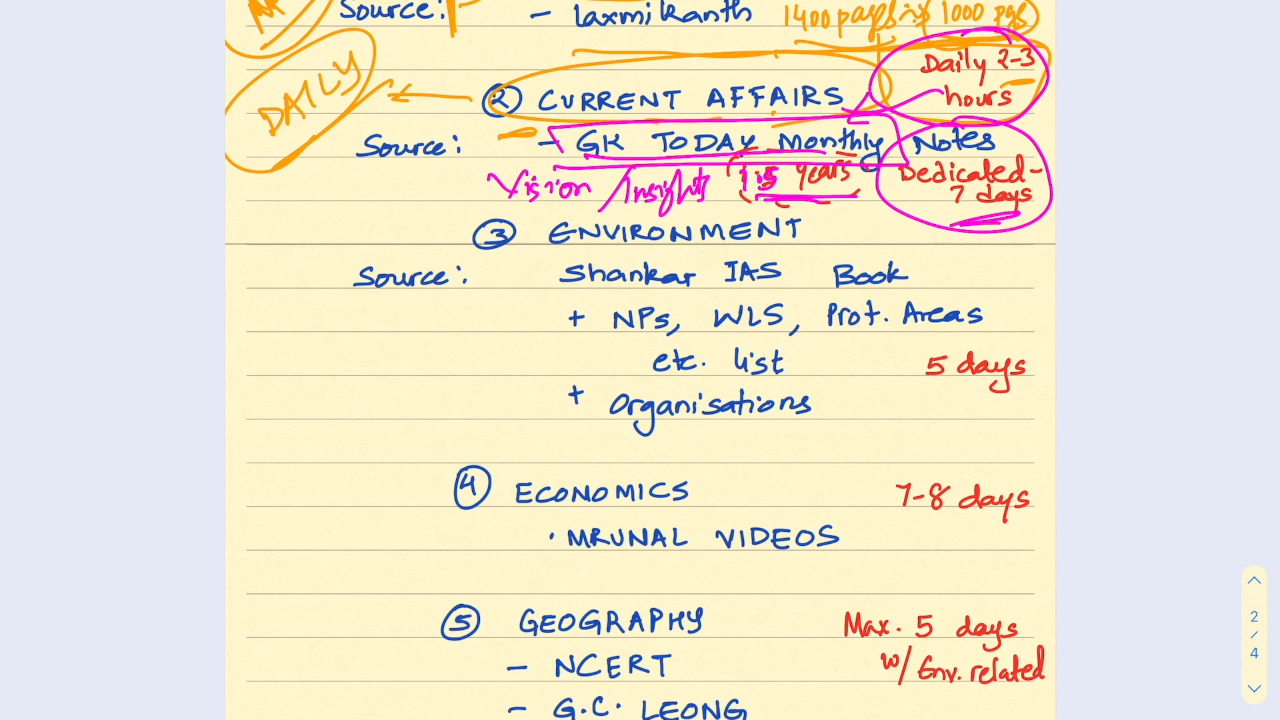 Source:
- Laxmikanth 1400 pages 1000 pgs
DAILY
② CURRENT AFFAIRS
Daily 2-3 hours
Source: - GK TODAY Monthly Notes
Vision / Insights (1.5 years)
Dedicated - 7 days
③ ENVIRONMENT
Source: Shankar IAS Book
+ NPs, WLS, Prot. Areas
etc. list
5 days
+ Organisations
④ ECONOMICS 7-8 days
· MRUNAL VIDEOS
⑤ GEOGRAPHY Max. 5 days
- NCERT w/ Env. related
- G.C. LEONG
2
/
4